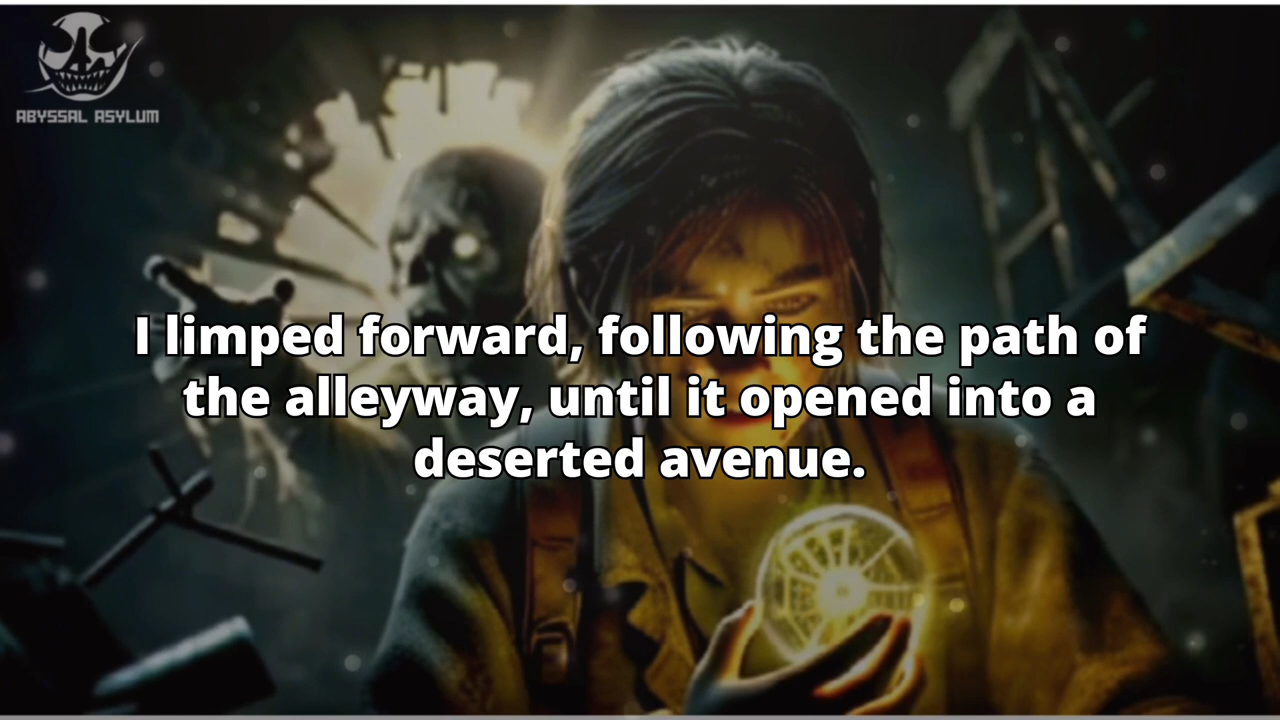 ABYSSAL ASYLUM
I limped forward, following the path of
the alleyway, until it opened into a
deserted avenue.